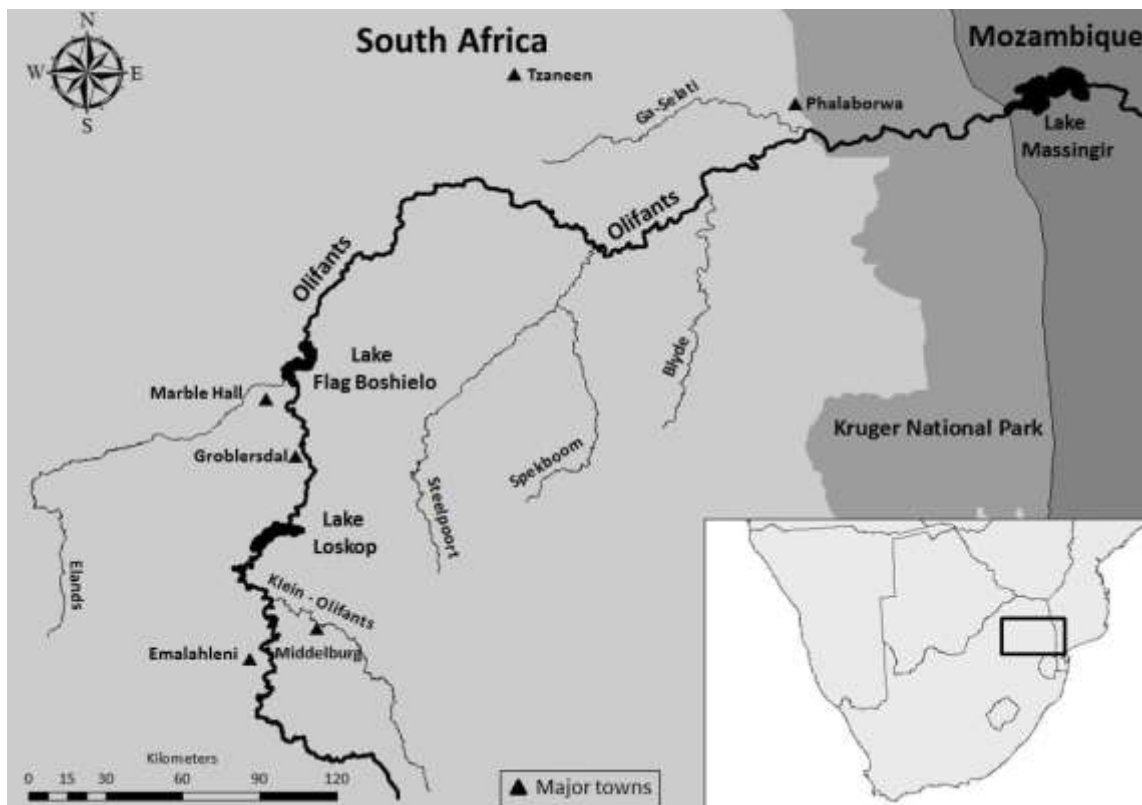 N
W
E
S
South Africa
Mozambique
Tzaneen
Ga-Selati
Phalaborwa
Lake
Massingir
Olifants
Olifants
Lake
Flag Boshielo
Marble Hall
Blyde
Kruger National Park
Groblersdal
Spekboom
Steelpoort
Lake
Loskop
Elands
Klein - Olifants
Emalahleni
Middelburg
Kilometers
0 15 30 60 90 120
Major towns